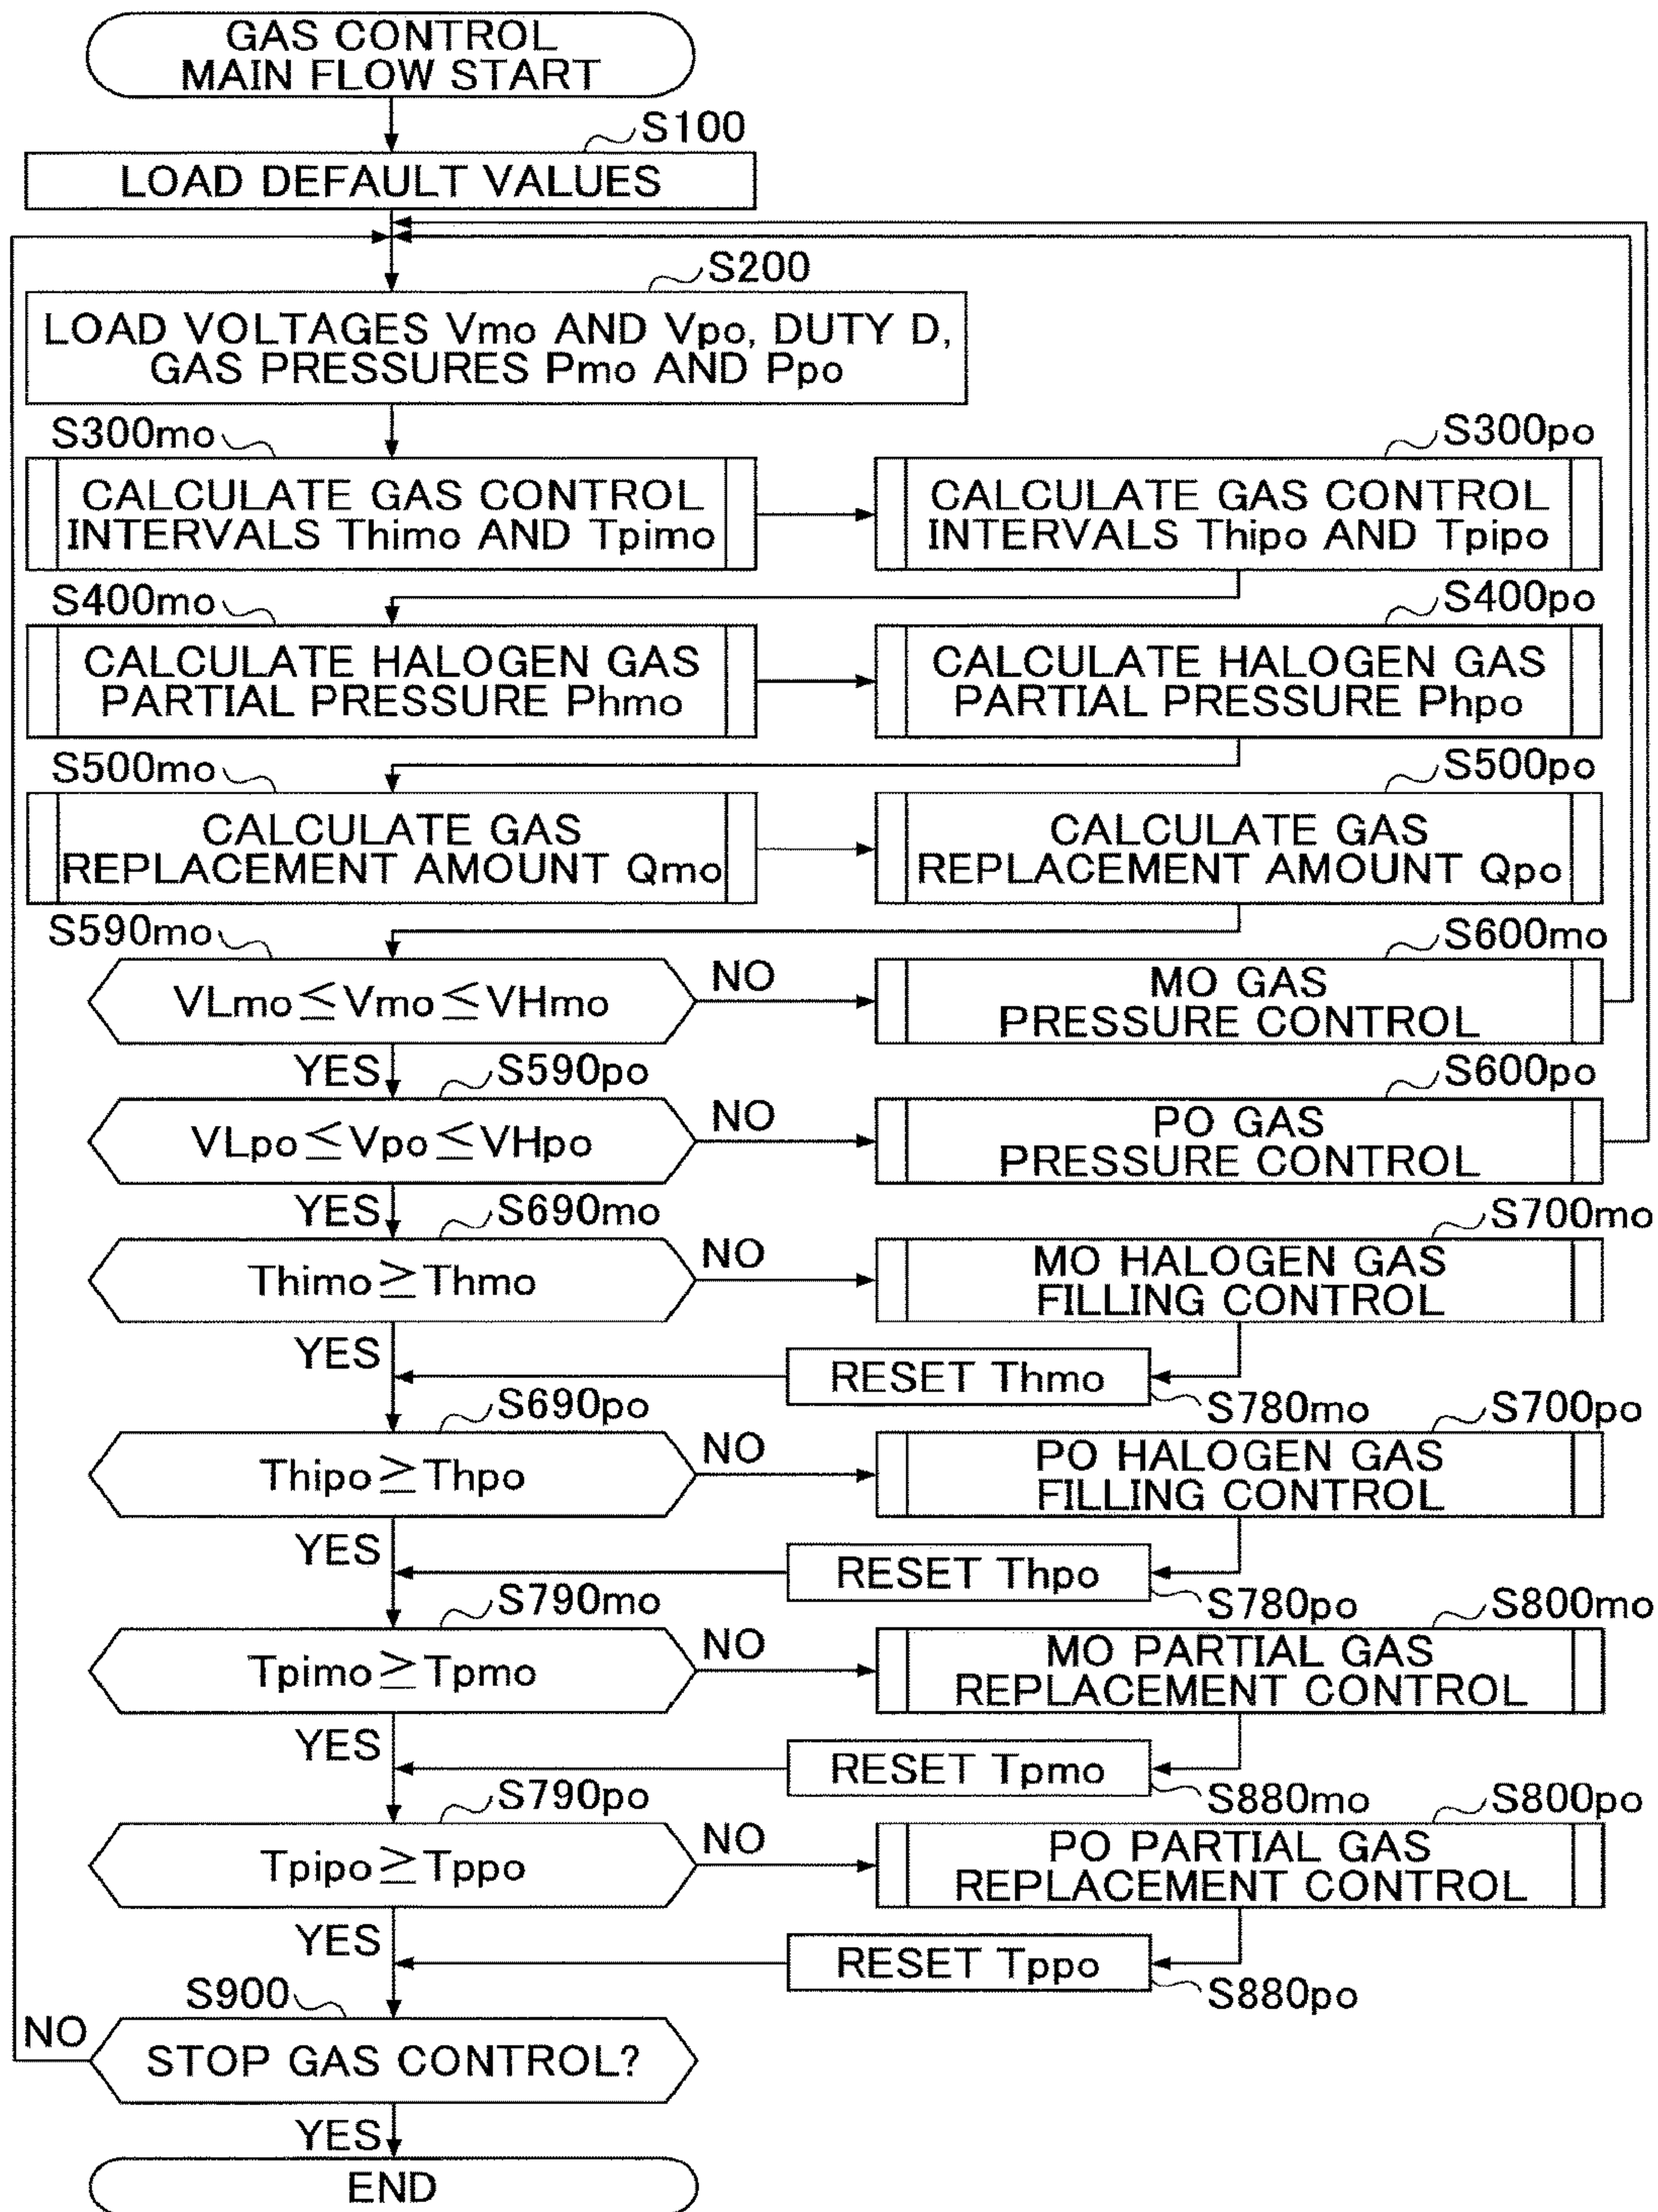 GAS CONTROL
MAIN FLOW START
S100
LOAD DEFAULT VALUES
S200
LOAD VOLTAGES Vmo AND Vpo, DUTY D,
GAS PRESSURES Pmo AND Ppo
S300mo
CALCULATE GAS CONTROL
INTERVALS Thimo AND Tpimo
S300po
CALCULATE GAS CONTROL
INTERVALS Thipo AND Tpipo
S400mo
CALCULATE HALOGEN GAS
PARTIAL PRESSURE Phmo
S400po
CALCULATE HALOGEN GAS
PARTIAL PRESSURE Phpo
S500mo
CALCULATE GAS
REPLACEMENT AMOUNT Qmo
S500po
CALCULATE GAS
REPLACEMENT AMOUNT Qpo
S590mo
VLmo≦Vmo≦VHmo
NO
S600mo
MO GAS
PRESSURE CONTROL
YES
S590po
VLpo≦Vpo≦VHpo
NO
S600po
PO GAS
PRESSURE CONTROL
YES
S690mo
Thimo≧Thmo
NO
S700mo
MO HALOGEN GAS
FILLING CONTROL
YES
RESET Thmo
S780mo
S690po
Thipo≧Thpo
NO
S700po
PO HALOGEN GAS
FILLING CONTROL
YES
RESET Thpo
S780po
S790mo
Tpimo≧Tpmo
NO
S800mo
MO PARTIAL GAS
REPLACEMENT CONTROL
YES
RESET Tpmo
S880mo
S790po
Tpipo≧Tppo
NO
S800po
PO PARTIAL GAS
REPLACEMENT CONTROL
YES
RESET Tppo
S880po
S900
NO
STOP GAS CONTROL?
YES
END